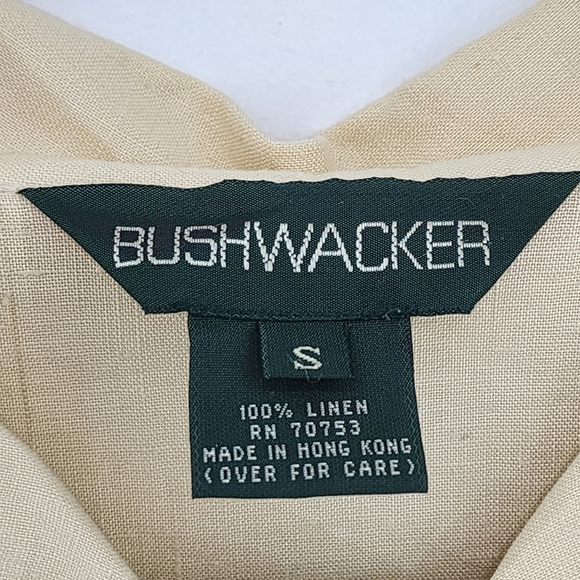 BUSHWACKER
S
100% LINEN
RN 70753
MADE IN HONG KONG
(OVER FOR CARE)